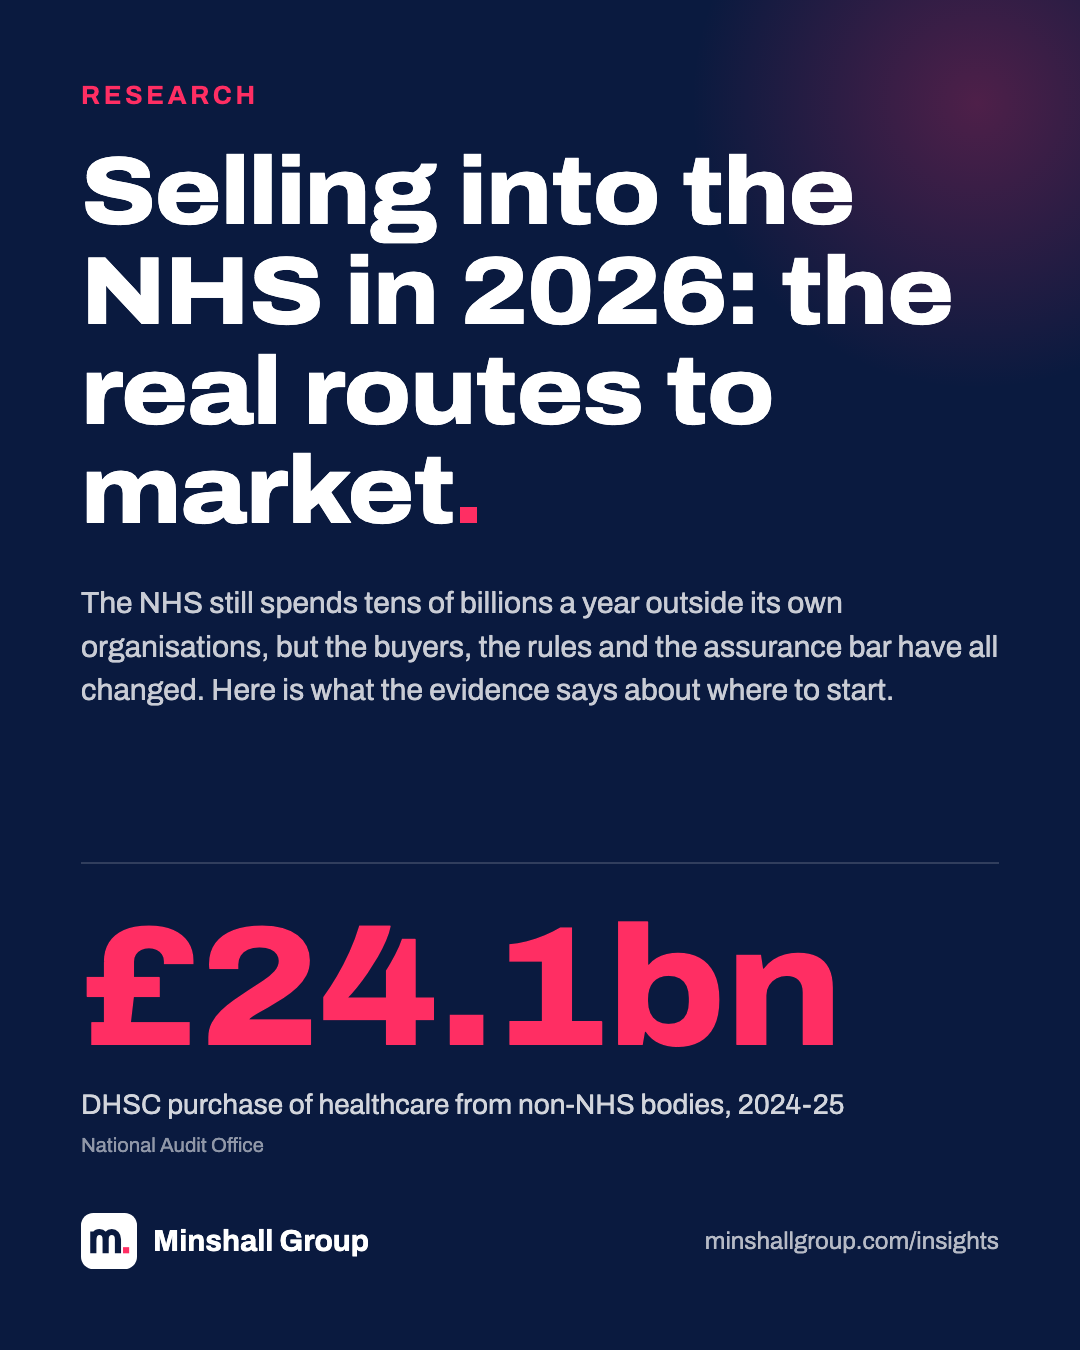 RESEARCH
Selling into the
NHS in 2026: the
real routes to
market.
The NHS still spends tens of billions a year outside its own
organisations, but the buyers, the rules and the assurance bar have all
changed. Here is what the evidence says about where to start.
£24.1bn
DHSC purchase of healthcare from non-NHS bodies, 2024-25
National Audit Office
m. Minshall Group
minshallgroup.com/insights